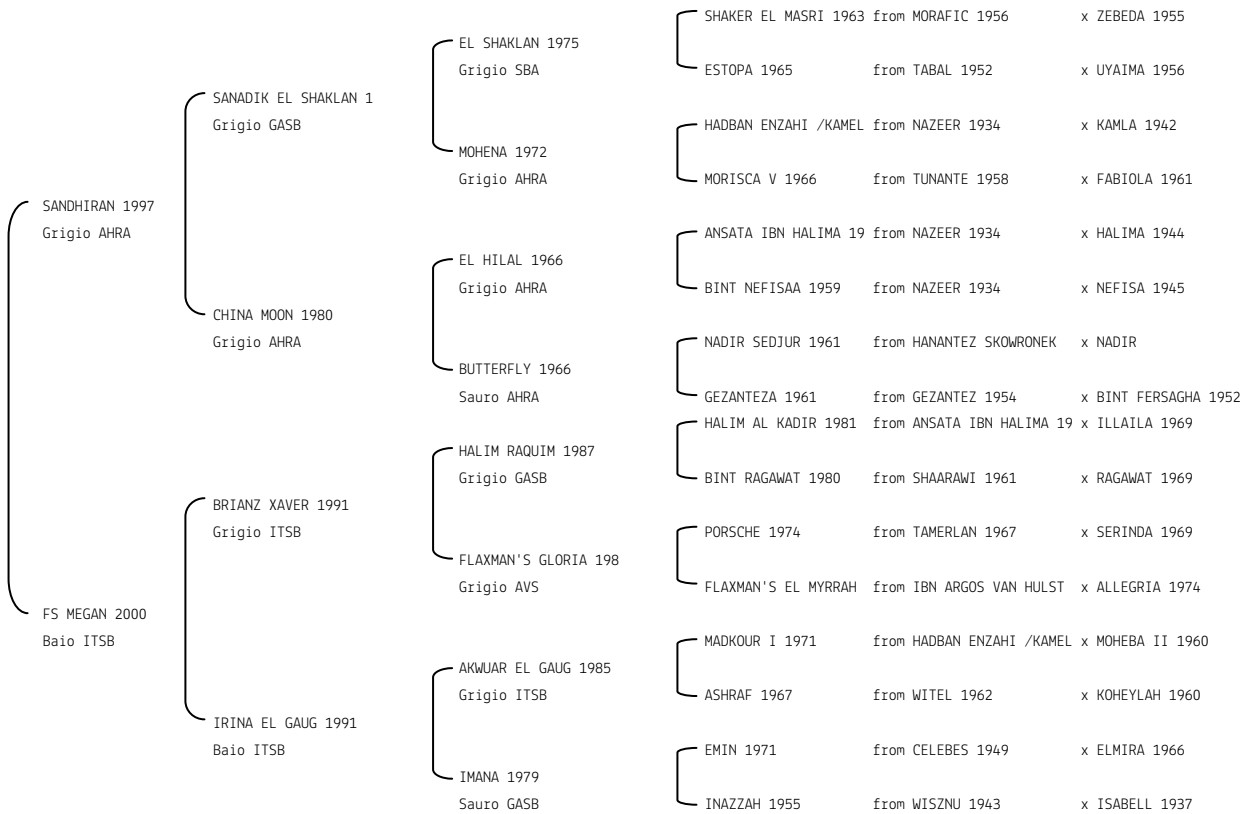 SHAKER EL MASRI 1963 from MORAFIC 1956 x ZEBEDA 1955
EL SHAKLAN 1975
Grigio SBA
ESTOPA 1965 from TABAL 1952 x UYAIMA 1956
SANADIK EL SHAKLAN 1
Grigio GASB
HADBAN ENZAHI /KAMEL from NAZEER 1934 x KAMLA 1942
MOHENA 1972
Grigio AHRA
MORISCA V 1966 from TUNANTE 1958 x FABIOLA 1961
SANDHIRAN 1997
Grigio AHRA
ANSATA IBN HALIMA 19 from NAZEER 1934 x HALIMA 1944
EL HILAL 1966
Grigio AHRA
BINT NEFISAA 1959 from NAZEER 1934 x NEFISA 1945
CHINA MOON 1980
Grigio AHRA
NADIR SEDJUR 1961 from HANANTEZ SKOWRONEK x NADIR
BUTTERFLY 1966
Sauro AHRA
GEZANTEZA 1961 from GEZANTEZ 1954 x BINT FERSAGHA 1952
HALIM AL KADIR 1981 from ANSATA IBN HALIMA 19 x ILLAILA 1969
HALIM RAQUIM 1987
Grigio GASB
BINT RAGAWAT 1980 from SHAARAWI 1961 x RAGAWAT 1969
BRIANZ XAVER 1991
Grigio ITSB
PORSCHE 1974 from TAMERLAN 1967 x SERINDA 1969
FLAXMAN'S GLORIA 198
Grigio AVS
FLAXMAN'S EL MYRRAH from IBN ARGOS VAN HULST x ALLEGRIA 1974
FS MEGAN 2000
Baio ITSB
MADKOUR I 1971 from HADBAN ENZAHI /KAMEL x MOHEBA II 1960
AKWUAR EL GAUG 1985
Grigio ITSB
ASHRAF 1967 from WITEL 1962 x KOHEYLAH 1960
IRINA EL GAUG 1991
Baio ITSB
EMIN 1971 from CELEBES 1949 x ELMIRA 1966
IMANA 1979
Sauro GASB
INAZZAH 1955 from WISZNU 1943 x ISABELL 1937